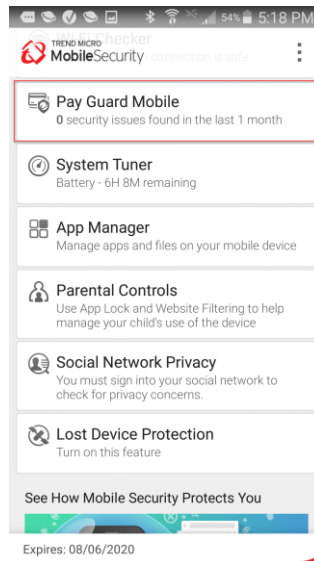 54% 5:18 PM
Wi-Fi Checker
TREND MICRO
MobileSecurity
connection is safe.
Pay Guard Mobile
0 security issues found in the last 1 month
System Tuner
Battery - 6H 8M remaining
App Manager
Manage apps and files on your mobile device
Parental Controls
Use App Lock and Website Filtering to help
manage your child's use of the device
Social Network Privacy
You must sign into your social network to
check for privacy concerns.
Lost Device Protection
Turn on this feature
See How Mobile Security Protects You
Expires: 08/06/2020